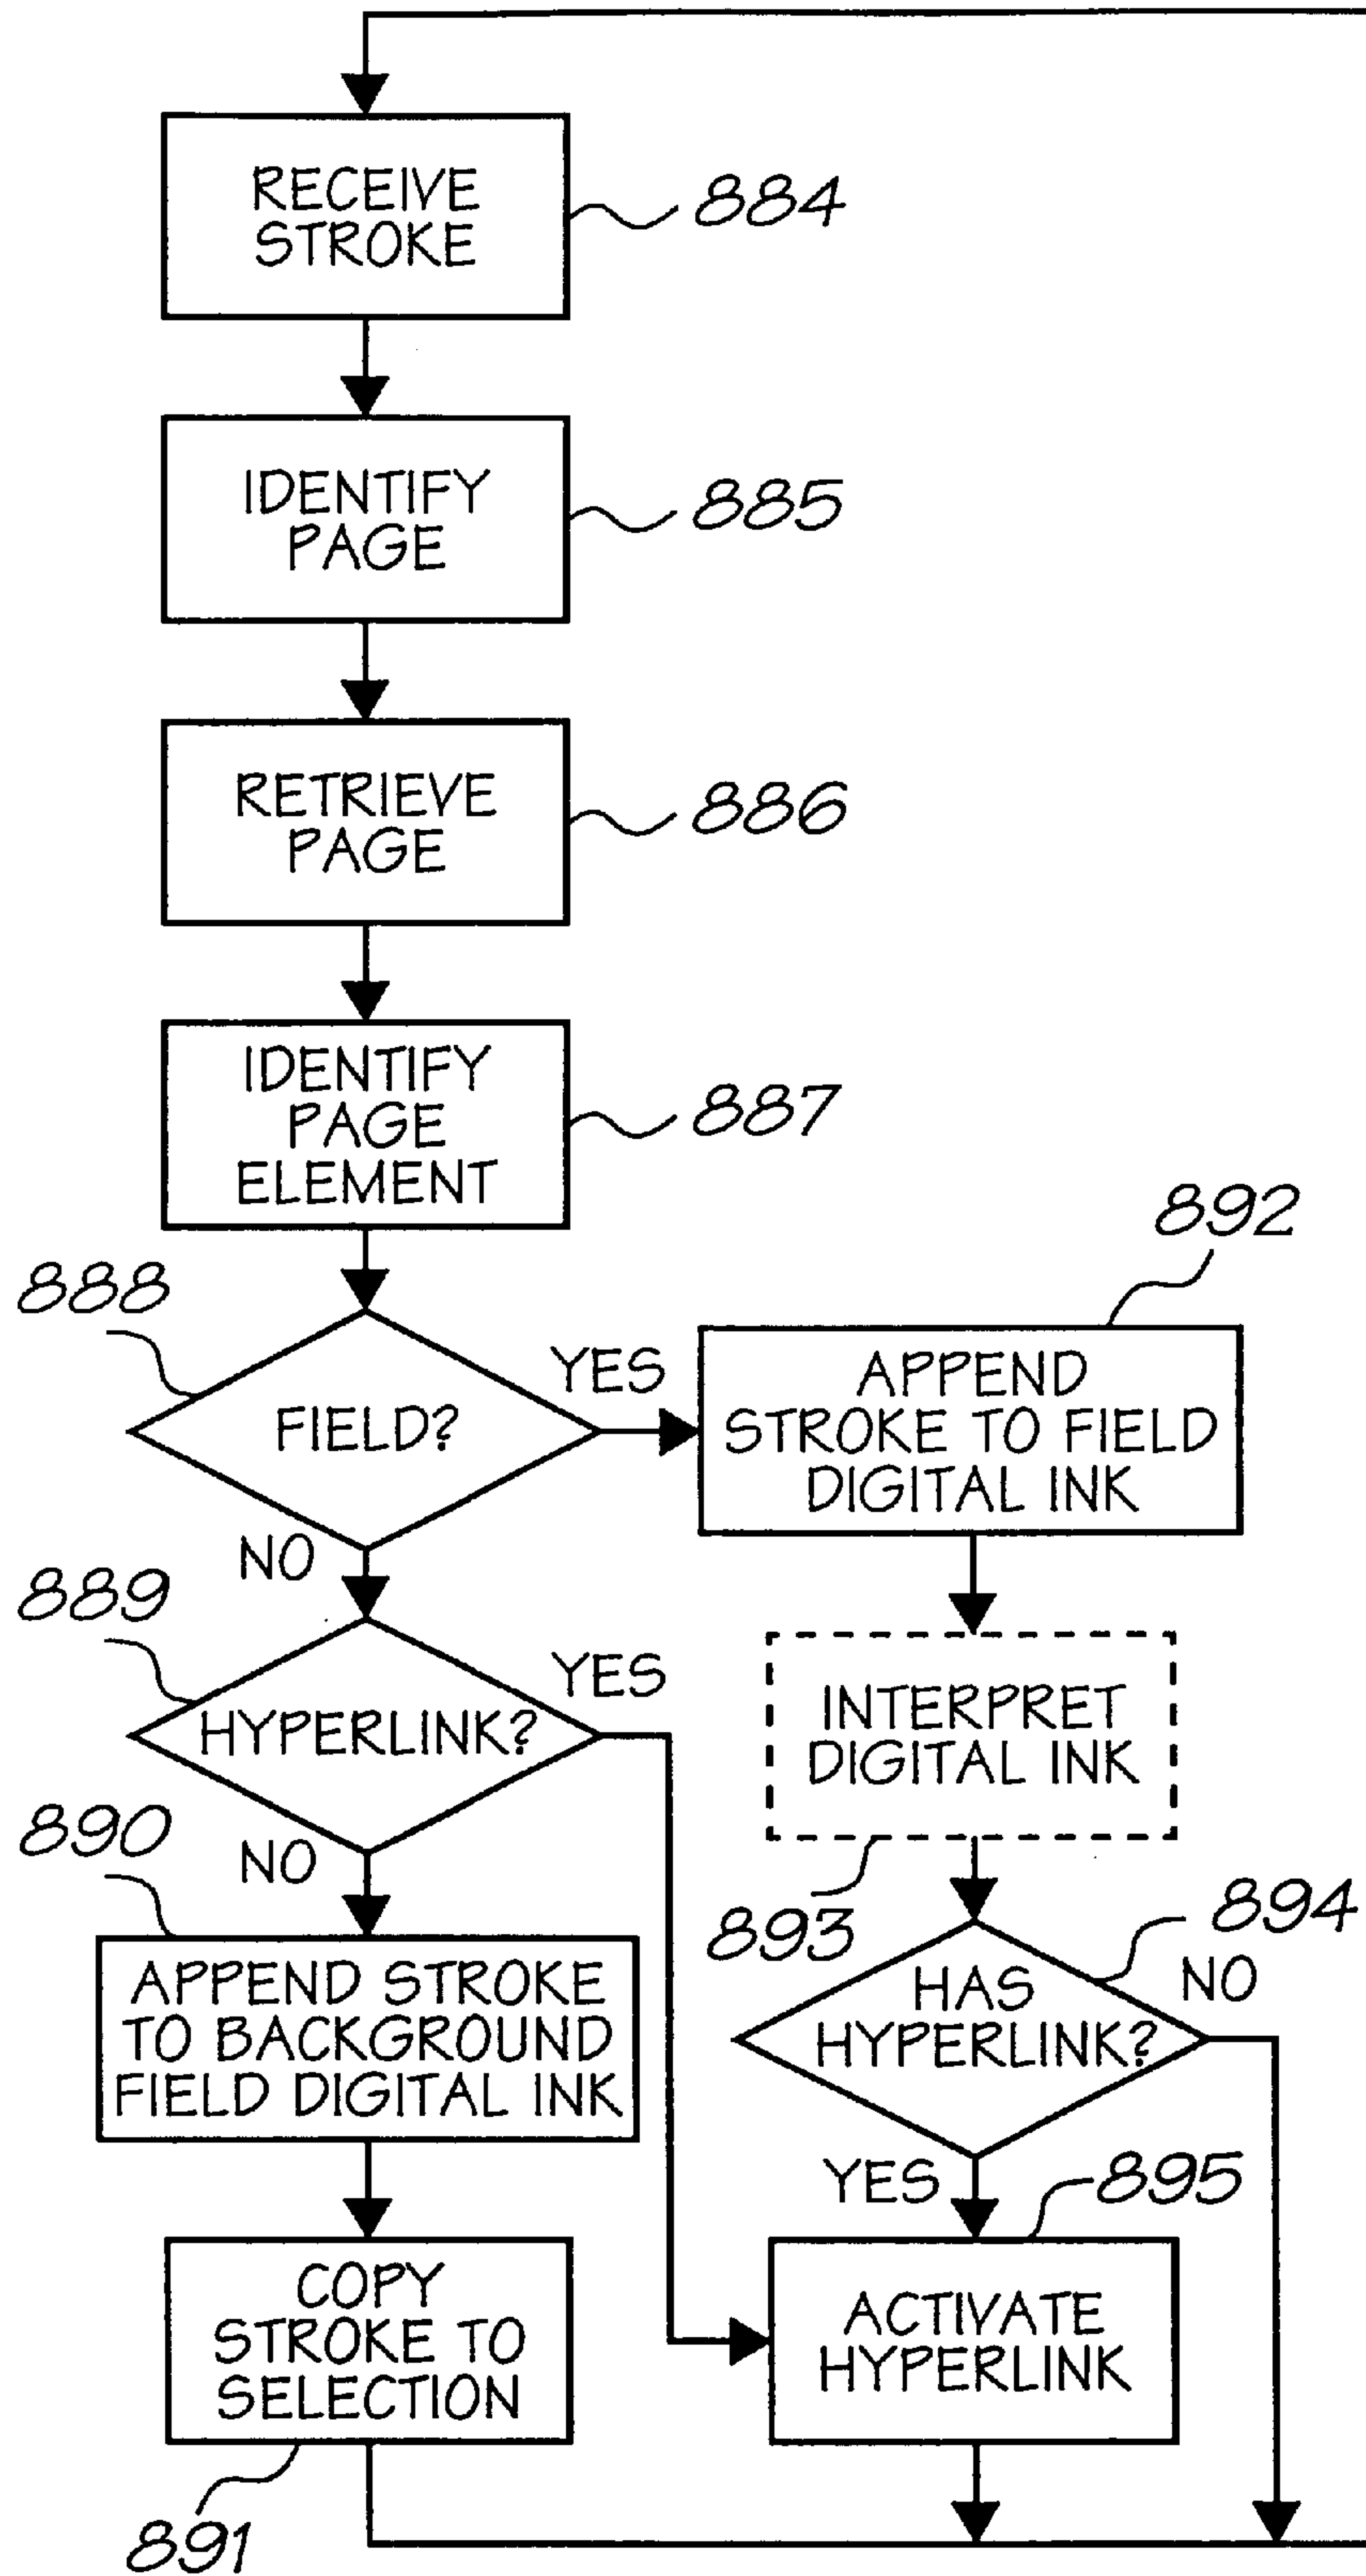 RECEIVE
STROKE
884
IDENTIFY
PAGE
885
RETRIEVE
PAGE
886
IDENTIFY
PAGE
ELEMENT
887
888
FIELD?
YES
NO
892
APPEND
STROKE TO FIELD
DIGITAL INK
889
HYPERLINK?
YES
NO
INTERPRET
DIGITAL INK
893
890
APPEND STROKE
TO BACKGROUND
FIELD DIGITAL INK
894
HAS
HYPERLINK?
NO
YES
895
COPY
STROKE TO
SELECTION
891
ACTIVATE
HYPERLINK